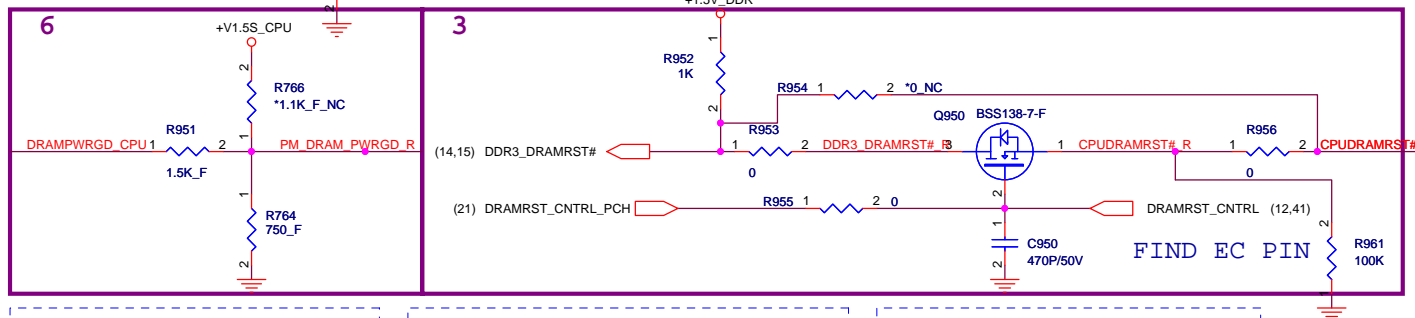 6
+V1.5S_CPU
2
R766
*1.1K_F_NC
1
R951
DRAMPWRGD_CPU 1 2 PM_DRAM_PWRGD_R
1.5K_F
1
R764
750_F
2
3
+1.5V_DDR
1
R952
1K
2
R954 1 2 *0_NC
Q950 BSS138-7-F
R953
R956
(14,15) DDR3_DRAMRST# 1 2 DDR3_DRAMRST#_R 3 1 CPUDRAMRST#_R 1 2 CPUDRAMRST#
0
0
2
(21) DRAMRST_CNTRL_PCH R955 1 2 0 DRAMRST_CNTRL (12,41)
1
C950
470P/50V
2
FIND EC PIN
2
R961
100K
1
2